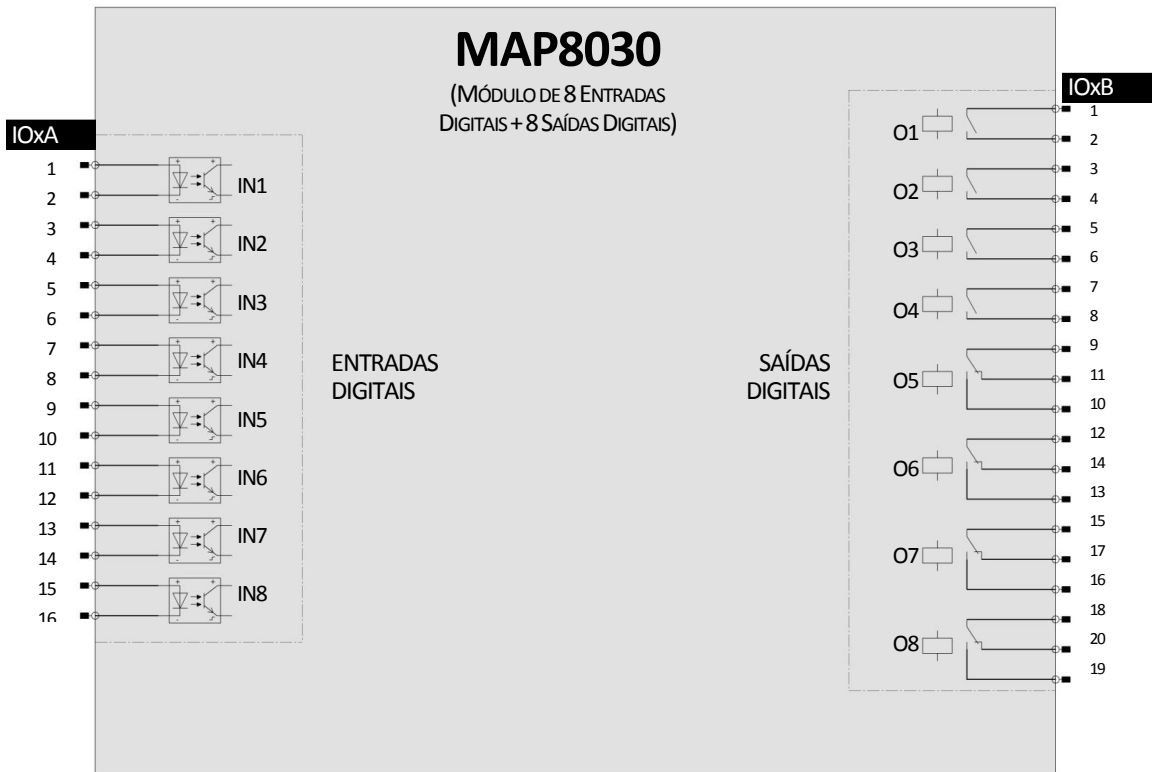 MAP8030
(MÓDULO DE 8 ENTRADAS
DIGITAIS + 8 SAÍDAS DIGITAIS)
IOxA
1
2
3
4
5
6
7
8
9
10
11
12
13
14
15
16
+ +
-
IN1
+ +
-
IN2
+ +
-
IN3
+ +
-
IN4
+ +
-
IN5
+ +
-
IN6
+ +
-
IN7
+ +
-
IN8
ENTRADAS
DIGITAIS
SAÍDAS
DIGITAIS
O1
O2
O3
O4
O5
O6
O7
O8
IOxB
1
2
3
4
5
6
7
8
9
11
10
12
14
13
15
17
16
18
20
19